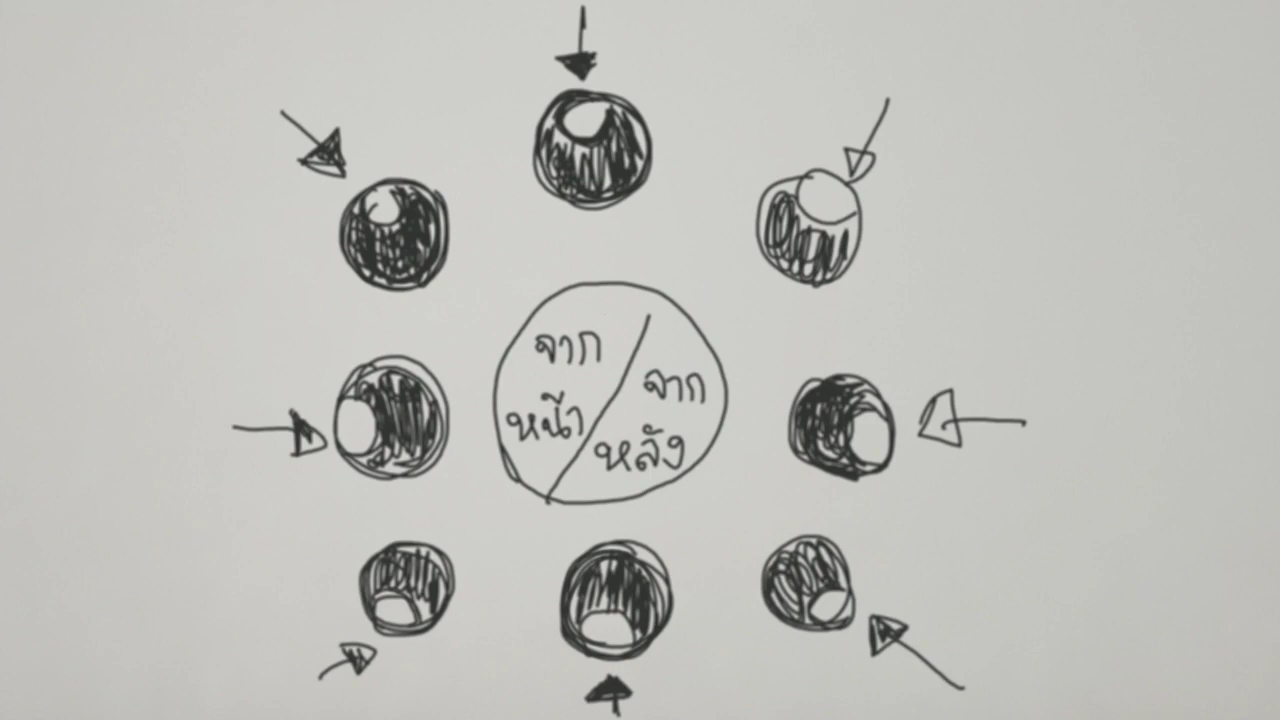 จาก
หน้า
จาก
หลัง